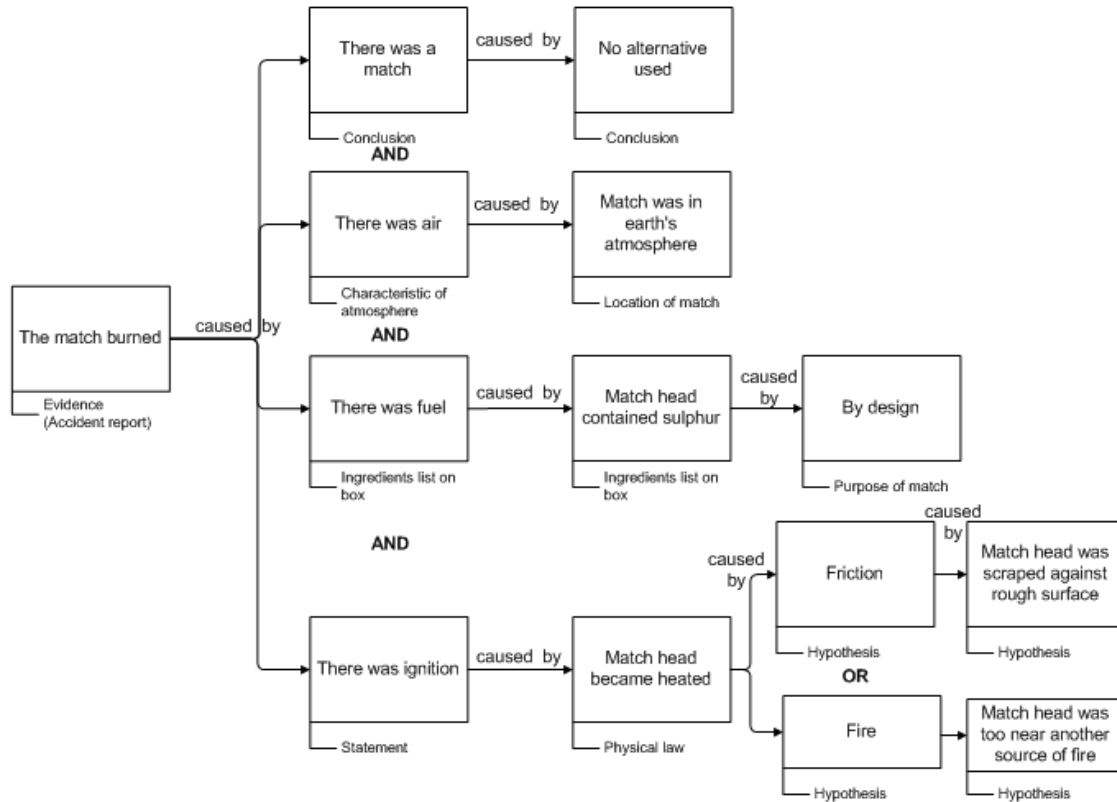 There was a
match
caused by
No alternative
used
Conclusion
Conclusion
AND
There was air
caused by
Match was in
earth's
atmosphere
Characteristic of
atmosphere
Location of match
The match burned
caused by
Evidence
(Accident report)
AND
There was fuel
caused by
Match head
contained sulphur
caused
by
By design
Ingredients list on
box
Ingredients list on
box
Purpose of match
AND
There was ignition
caused by
Match head
became heated
Statement
Physical law
caused
by
Friction
caused
by
Match head was
scraped against
rough surface
Hypothesis
Hypothesis
OR
Fire
Match head was
too near another
source of fire
Hypothesis
Hypothesis